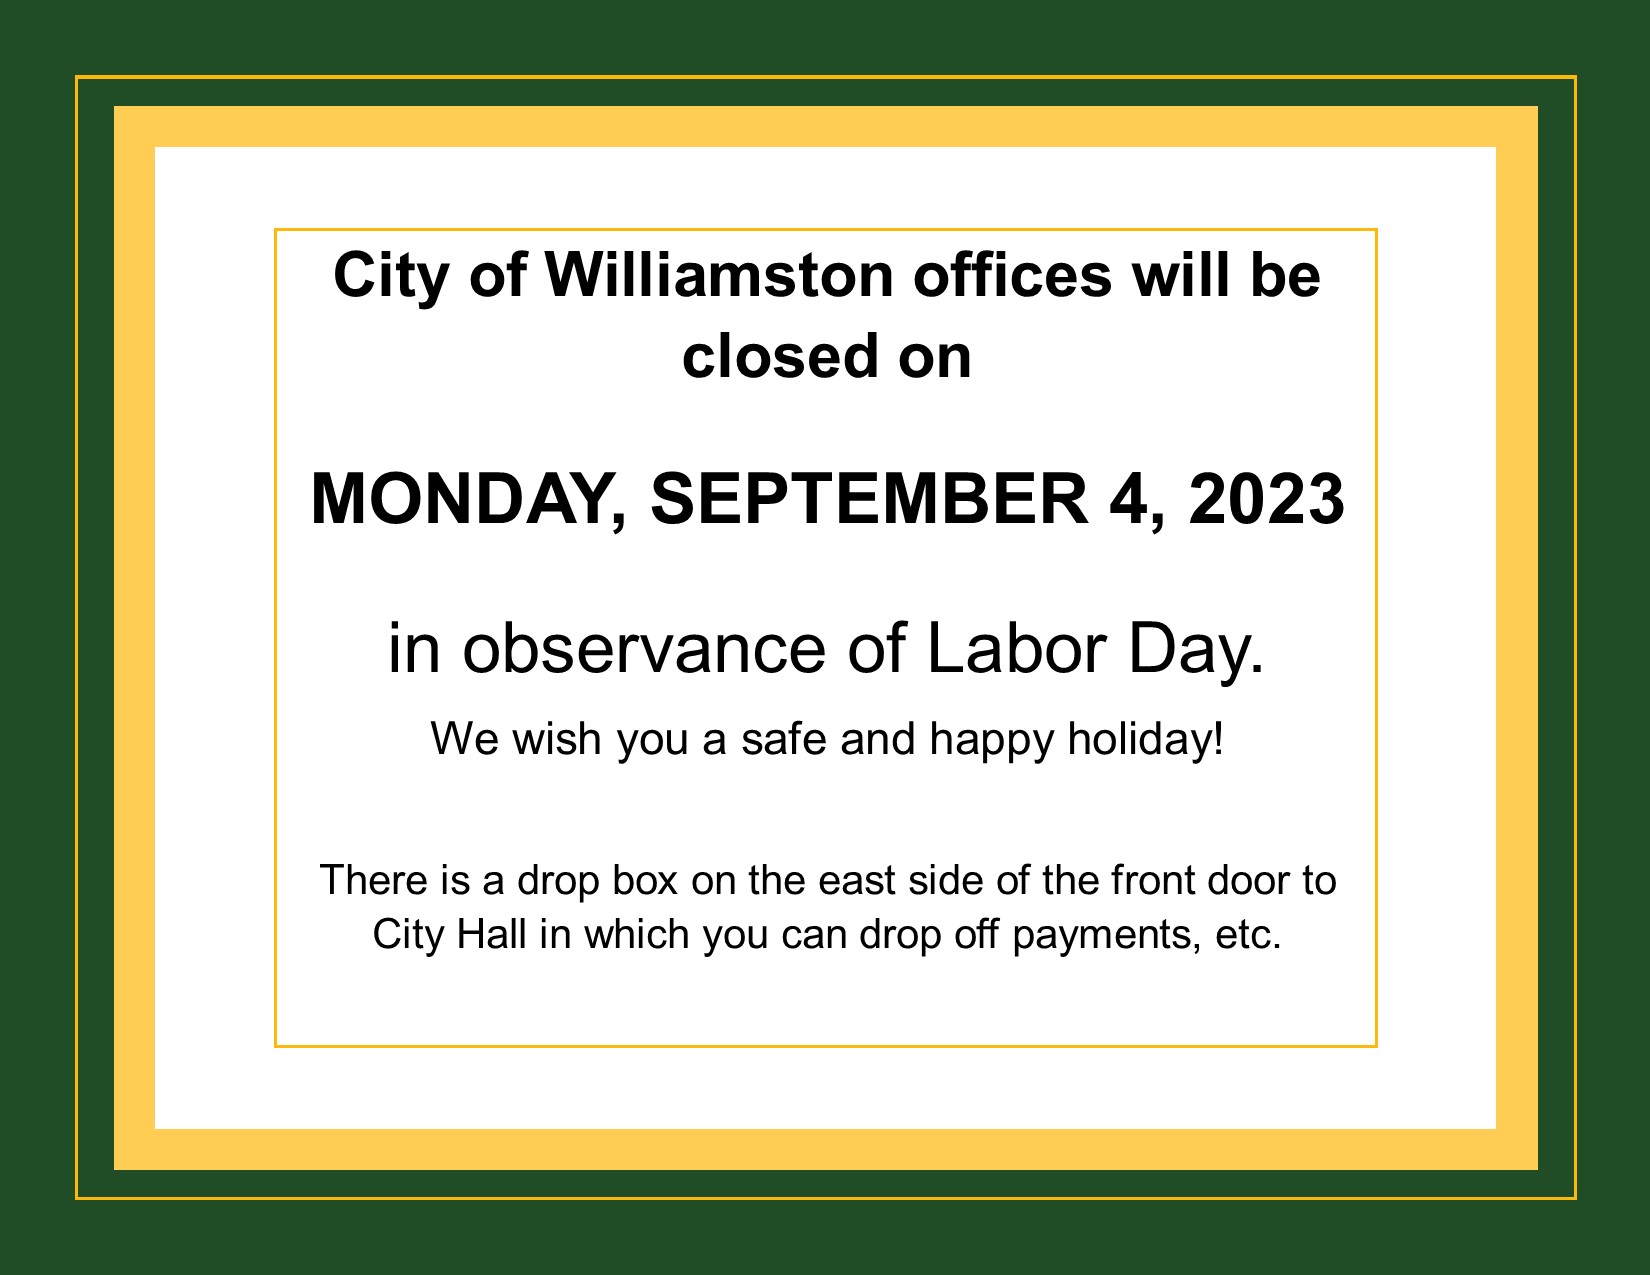 City of Williamston offices will be
closed on
MONDAY, SEPTEMBER 4, 2023
in observance of Labor Day.
We wish you a safe and happy holiday!
There is a drop box on the east side of the front door to
City Hall in which you can drop off payments, etc.